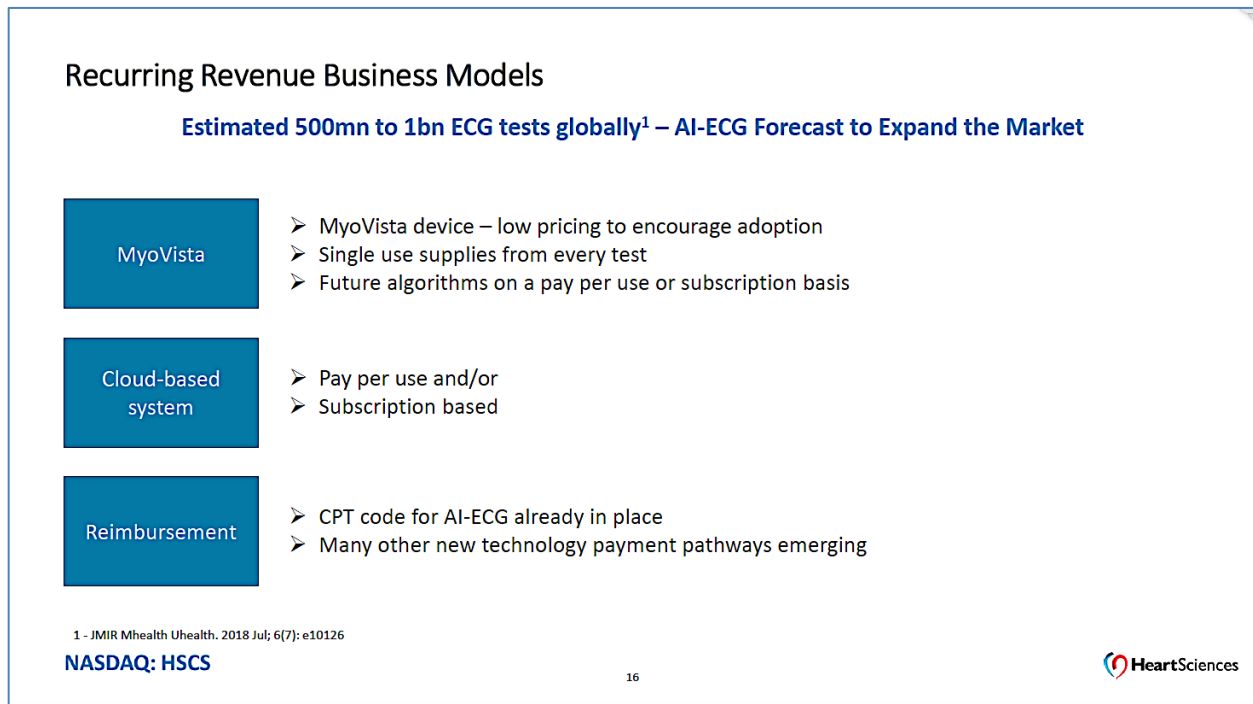 Recurring Revenue Business Models
Estimated 500mn to 1bn ECG tests globally¹ – AI-ECG Forecast to Expand the Market
MyoVista
➢ MyoVista device – low pricing to encourage adoption
➢ Single use supplies from every test
➢ Future algorithms on a pay per use or subscription basis
Cloud-based
system
➢ Pay per use and/or
➢ Subscription based
Reimbursement
➢ CPT code for AI-ECG already in place
➢ Many other new technology payment pathways emerging
1 - JMIR Mhealth Uhealth. 2018 Jul; 6(7): e10126
NASDAQ: HSCS
16
HeartSciences